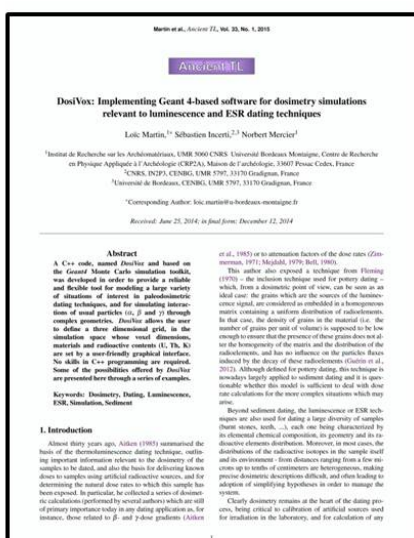 Martin et al., Ancient TL, Vol. 33, No. 1, 2015
Ancient TL
DosiVox: Implementing Geant 4-based software for dosimetry simulations
relevant to luminescence and ESR dating techniques
Loïc Martin,1* Sébastien Incerti,2,3 Norbert Mercier1
1Institut de Recherche sur les Archéomatériaux, UMR 5060 CNRS Université Bordeaux Montaigne, Centre de Recherche
en Physique Appliquée à l'Archéologie (CRP2A), Maison de l'archéologie, 33607 Pessac Cedex, France
2CNRS, IN2P3, CENBG, UMR 5797, 33170 Gradignan, France
3Université de Bordeaux, CENBG, UMR 5797, 33170 Gradignan, France
*Corresponding Author: loic.martin@u-bordeaux-montaigne.fr
Received: June 25, 2014; in final form: December 12, 2014
Abstract
A C++ code, named DosiVox and based on
the Geant4 Monte Carlo simulation toolkit,
was developed in order to provide a reliable
and flexible tool for modeling a large variety
of situations of interest in paleodosimetric
dating techniques, and for simulating interac-
tions of usual particles (α, β and γ) through
complex geometries. DosiVox allows the user
to define a three dimensional grid, in the
simulation space whose voxel dimensions,
materials and radioactive contents (U, Th, K)
are set by a user-friendly graphical interface.
No skills in C++ programming are required.
Some of the possibilities offered by DosiVox
are presented here through a series of examples.
Keywords: Dosimetry, Dating, Luminescence,
ESR, Simulation, Sediment
1. Introduction
Almost thirty years ago, Aitken (1985) summarised the
basis of the thermoluminescence dating technique, outlin-
ing important information relevant to the dosimetry of the
samples to be dated, and also the basis for delivering known
doses to samples using artificial radioactive sources, and for
determining the natural dose rates to which this sample has
been exposed. In particular, he collected a series of dosimet-
ric calculations (performed by several authors) which are still
of primary importance today in any dating application as, for
instance, those related to β- and γ-dose gradients (Aitken
et al., 1985) or to attenuation factors of the dose rates (Zim-
merman, 1971; Mejdahl, 1979; Bell, 1980).
This author also exposed a technique from Fleming
(1970) – the inclusion technique used for pottery dating –
which, from a dosimetric point of view, can be seen as an
ideal case: the grains which are the sources of the lumines-
cence signal, are considered as embedded in a homogeneous
matrix containing a uniform distribution of radioelements.
In that case, the density of grains in the material (i.e. the
number of grains per unit of volume) is supposed to be low
enough to ensure that the presence of these grains does not al-
ter the homogeneity of the matrix and the distribution of the
radioelements, and has no influence on the particles fluxes
induced by the decay of these radioelements (Guérin et al.,
2012). Although defined for pottery dating, this technique is
nowadays largely applied to sediment dating and it is ques-
tionable whether this model is sufficient to deal with dose
rate calculations for the more complex situations which may
arise.
Beyond sediment dating, the luminescence or ESR tech-
niques are also used for dating a large diversity of samples
(burnt stones, teeth, ...), each one being characterized by
its elemental chemical composition, its geometry and its ra-
dioactive elements distribution. Moreover, in most cases, the
distributions of the radioactive isotopes in the sample itself
and its environment - from distances ranging from a few mi-
crons up to tenths of centimeters are heterogeneous, making
precise dosimetric descriptions difficult, and often leading to
adoption of simplifying hypotheses in order to manage the
system.
Clearly dosimetry remains at the heart of the dating pro-
cess, being critical to calibration of artificial sources used
for irradiation in the laboratory, and for calculation of any